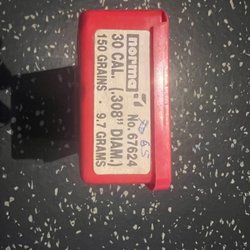 norma
No. 67624
30 CAL. (.308" DIAM.)
150 GRAINS · 9.7 GRAMS